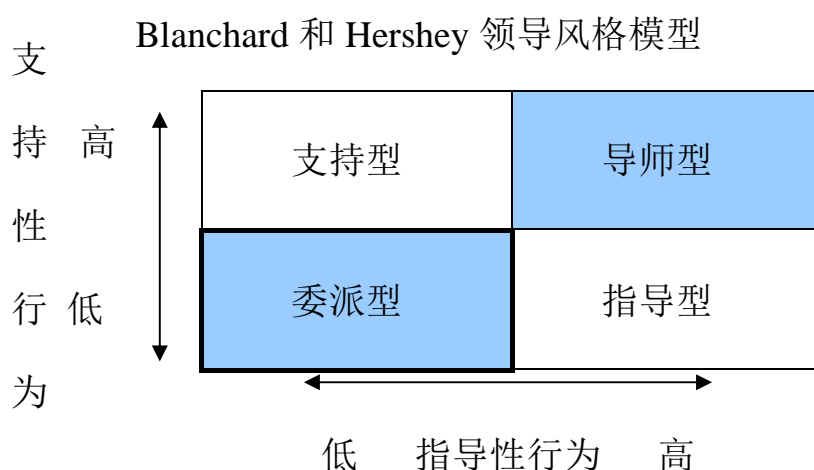 Blanchard 和 Hershey 领导风格模型
支持性行为
高
低
支持型 导师型
委派型 指导型
低 指导性行为 高